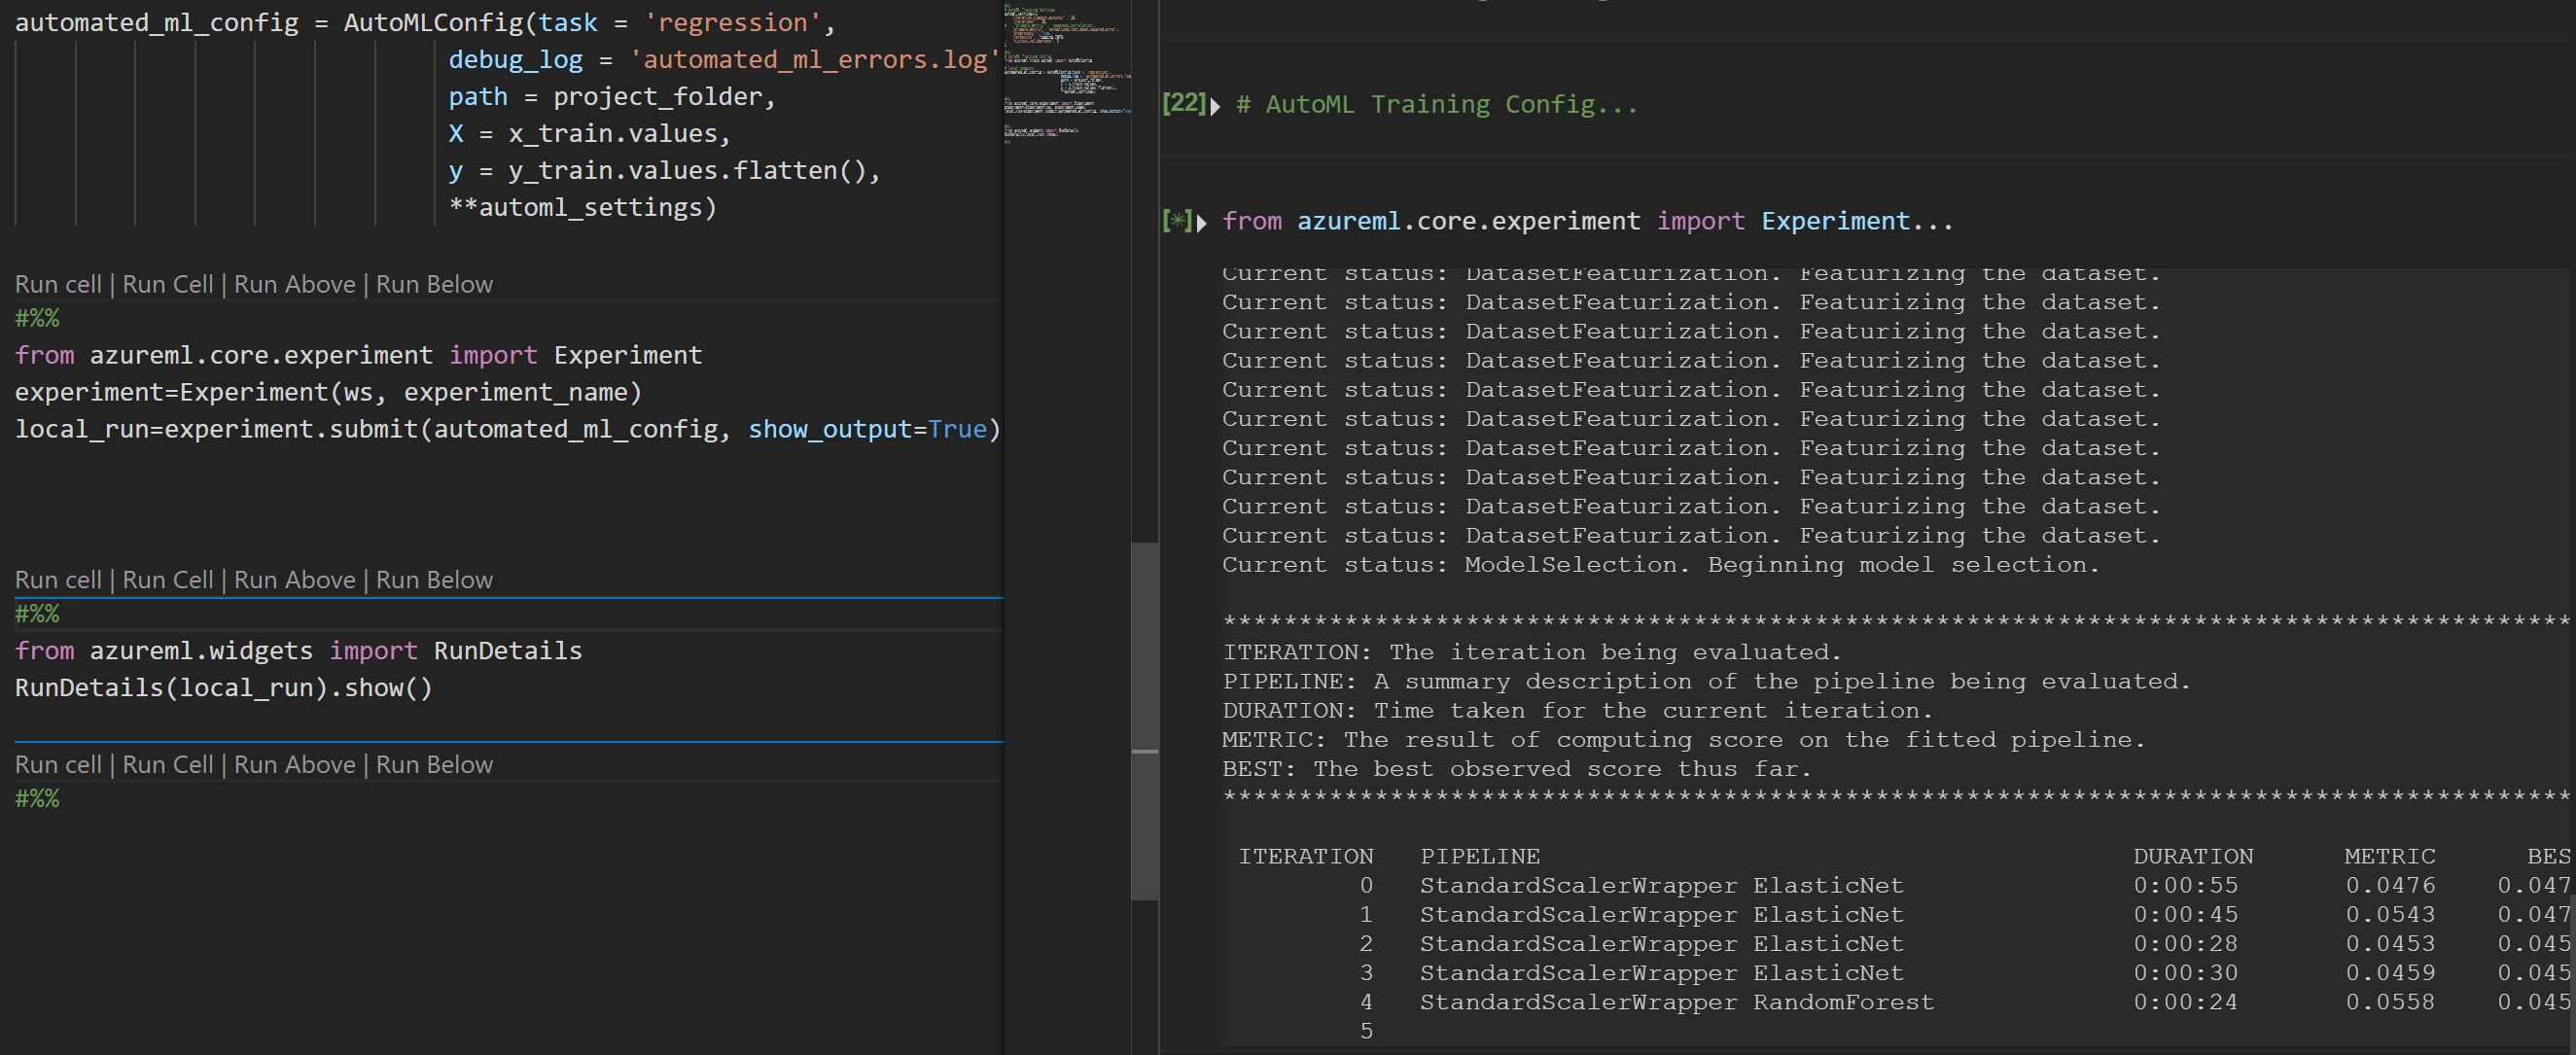 automated_ml_config = AutoMLConfig(task = 'regression',
debug_log = 'automated_ml_errors.log'
path = project_folder,
X = x_train.values,
y = y_train.values.flatten(),
**automl_settings)
Run cell | Run Cell | Run Above | Run Below
#%%
from azureml.core.experiment import Experiment
experiment=Experiment(ws, experiment_name)
local_run=experiment.submit(automated_ml_config, show_output=True)
Run cell | Run Cell | Run Above | Run Below
#%%
from azureml.widgets import RunDetails
RunDetails(local_run).show()
Run cell | Run Cell | Run Above | Run Below
#%%
[22] # AutoML Training Config...
[*] from azureml.core.experiment import Experiment...
Current status: DatasetFeaturization. Featurizing the dataset.
Current status: DatasetFeaturization. Featurizing the dataset.
Current status: DatasetFeaturization. Featurizing the dataset.
Current status: DatasetFeaturization. Featurizing the dataset.
Current status: DatasetFeaturization. Featurizing the dataset.
Current status: DatasetFeaturization. Featurizing the dataset.
Current status: DatasetFeaturization. Featurizing the dataset.
Current status: DatasetFeaturization. Featurizing the dataset.
Current status: DatasetFeaturization. Featurizing the dataset.
Current status: DatasetFeaturization. Featurizing the dataset.
Current status: ModelSelection. Beginning model selection.
*****************************************************************************************
ITERATION: The iteration being evaluated.
PIPELINE: A summary description of the pipeline being evaluated.
DURATION: Time taken for the current iteration.
METRIC: The result of computing score on the fitted pipeline.
BEST: The best observed score thus far.
*****************************************************************************************
ITERATION PIPELINE DURATION METRIC BES
0 StandardScalerWrapper ElasticNet 0:00:55 0.0476 0.047
1 StandardScalerWrapper ElasticNet 0:00:45 0.0543 0.047
2 StandardScalerWrapper ElasticNet 0:00:28 0.0453 0.045
3 StandardScalerWrapper ElasticNet 0:00:30 0.0459 0.045
4 StandardScalerWrapper RandomForest 0:00:24 0.0558 0.045
5